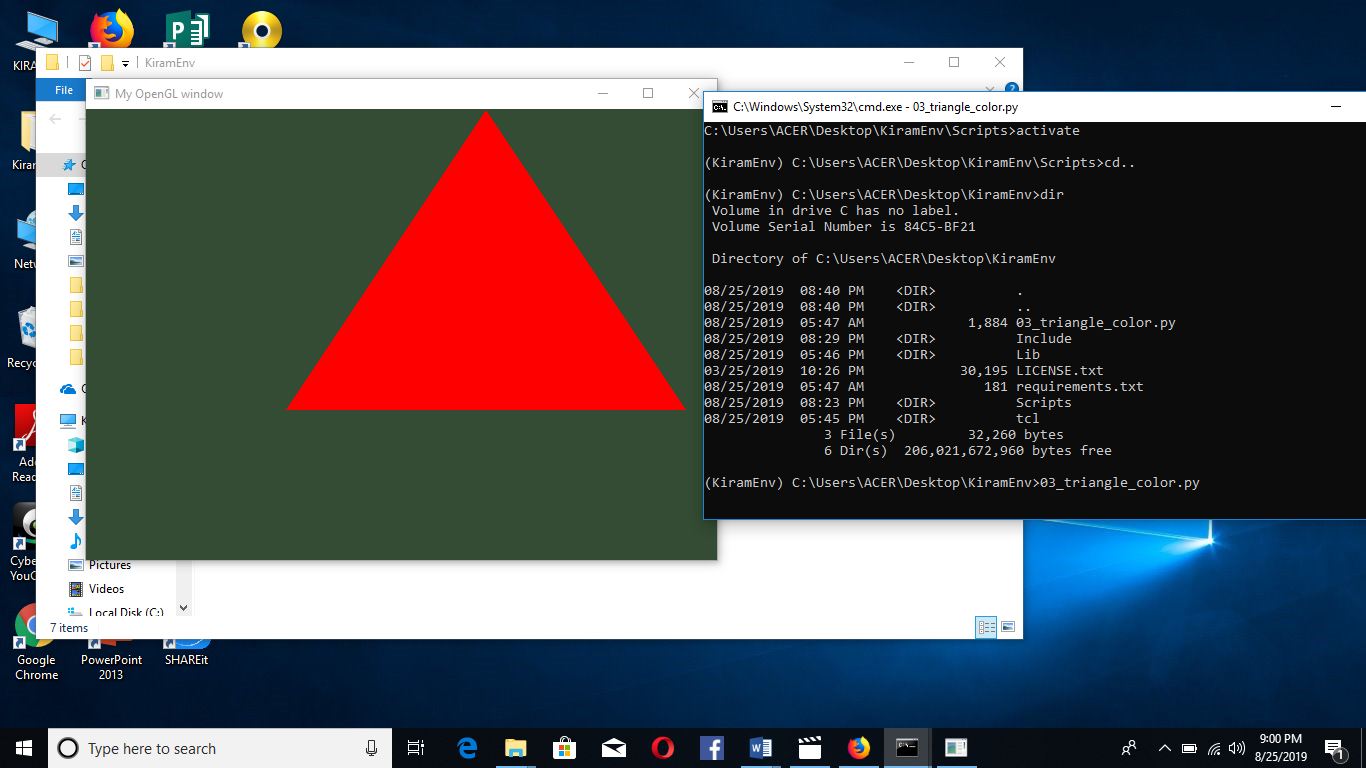 KiramEnv
File
My OpenGL window
C:\Windows\System32\cmd.exe - 03_triangle_color.py
C:\Users\ACER\Desktop\KiramEnv\Scripts>activate
(KiramEnv) C:\Users\ACER\Desktop\KiramEnv\Scripts>cd..
(KiramEnv) C:\Users\ACER\Desktop\KiramEnv>dir
Volume in drive C has no label.
Volume Serial Number is 84C5-BF21
Directory of C:\Users\ACER\Desktop\KiramEnv
08/25/2019 08:40 PM <DIR> .
08/25/2019 08:40 PM <DIR> ..
08/25/2019 05:47 AM 1,884 03_triangle_color.py
08/25/2019 08:29 PM <DIR> Include
08/25/2019 05:46 PM <DIR> Lib
03/25/2019 10:26 PM 30,195 LICENSE.txt
08/25/2019 05:47 AM 181 requirements.txt
08/25/2019 08:23 PM <DIR> Scripts
08/25/2019 05:45 PM <DIR> tcl
3 File(s) 32,260 bytes
6 Dir(s) 206,021,672,960 bytes free
(KiramEnv) C:\Users\ACER\Desktop\KiramEnv>03_triangle_color.py
Pictures
Videos
Local Disk (C:)
7 items
Google Chrome
PowerPoint 2013
SHAREit
Type here to search
9:00 PM
8/25/2019
1